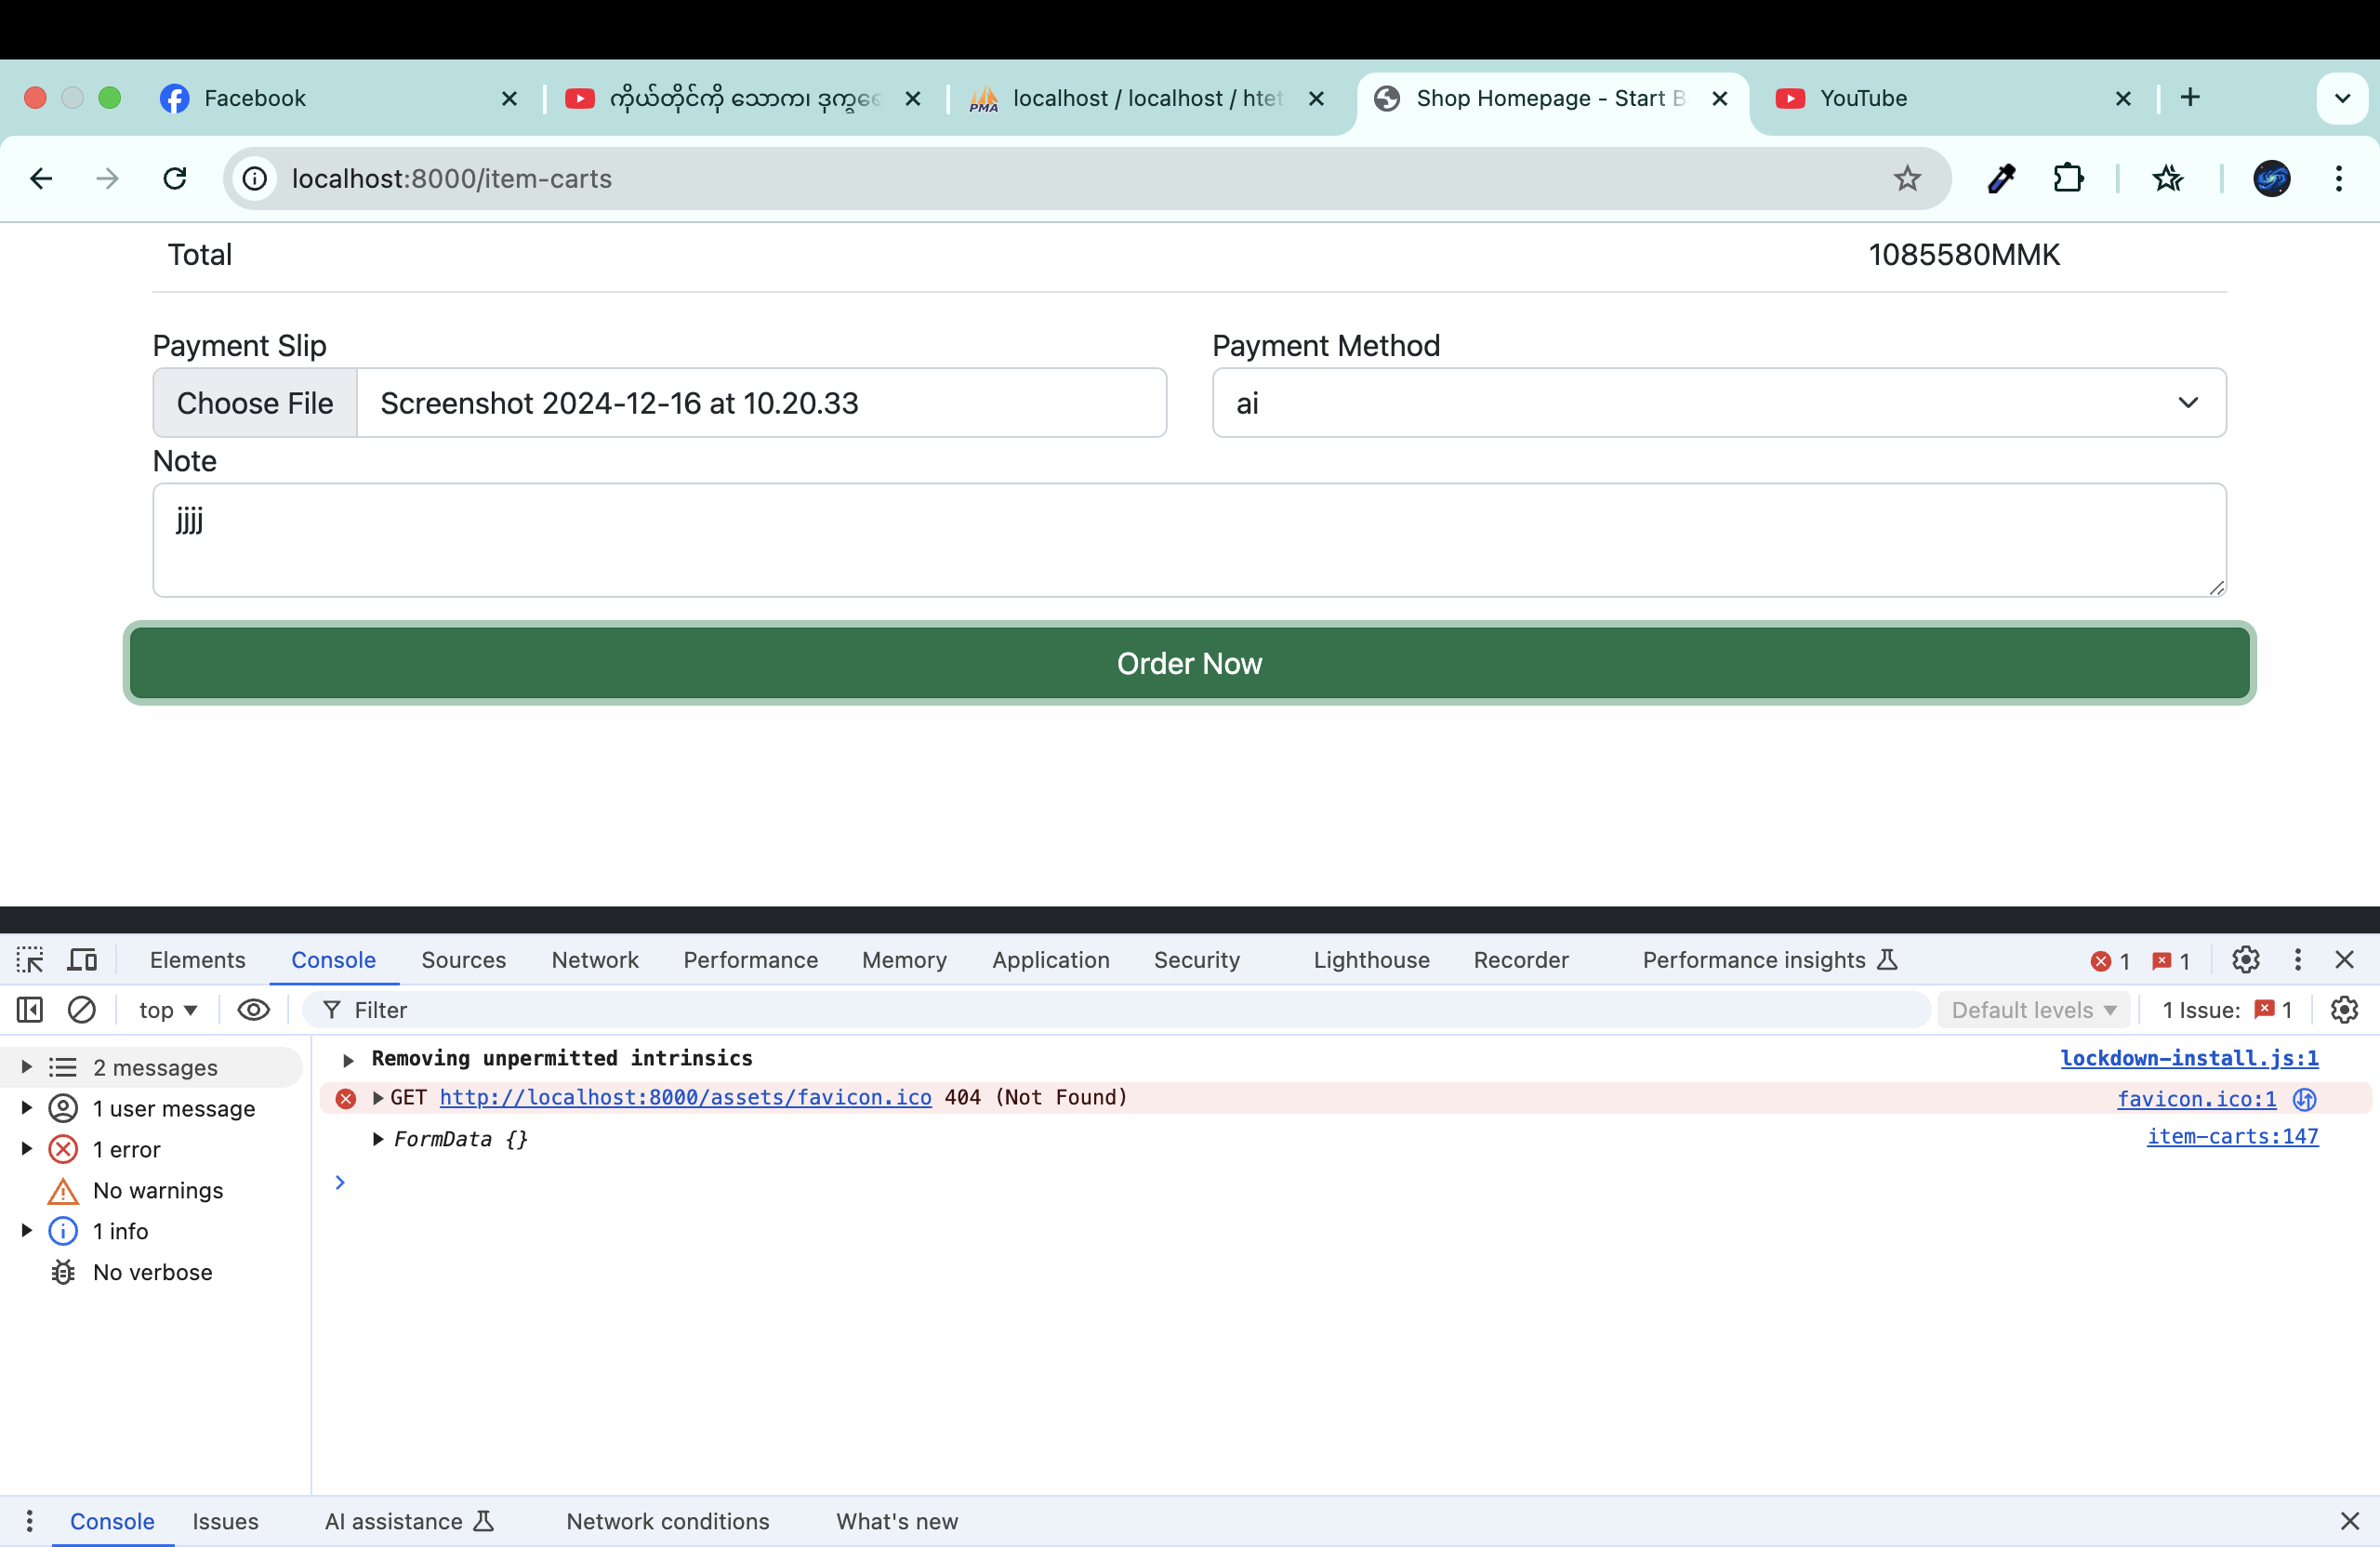 Facebook
ကိုယ်တိုင်ကို သောက၊ ဒုက္ခ
localhost / localhost / htet
Shop Homepage - Start B
YouTube
localhost:8000/item-carts
Total 1085580MMK
Payment Slip
Payment Method
Choose File Screenshot 2024-12-16 at 10.20.33
ai
Note
jjjj
Order Now
Elements Console Sources Network Performance Memory Application Security Lighthouse Recorder Performance insights 1 1
top Filter Default levels 1 Issue: 1
2 messages
1 user message
1 error
No warnings
1 info
No verbose
Removing unpermitted intrinsics lockdown-install.js:1
GET http://localhost:8000/assets/favicon.ico 404 (Not Found) favicon.ico:1
FormData {} item-carts:147
Console Issues AI assistance Network conditions What's new